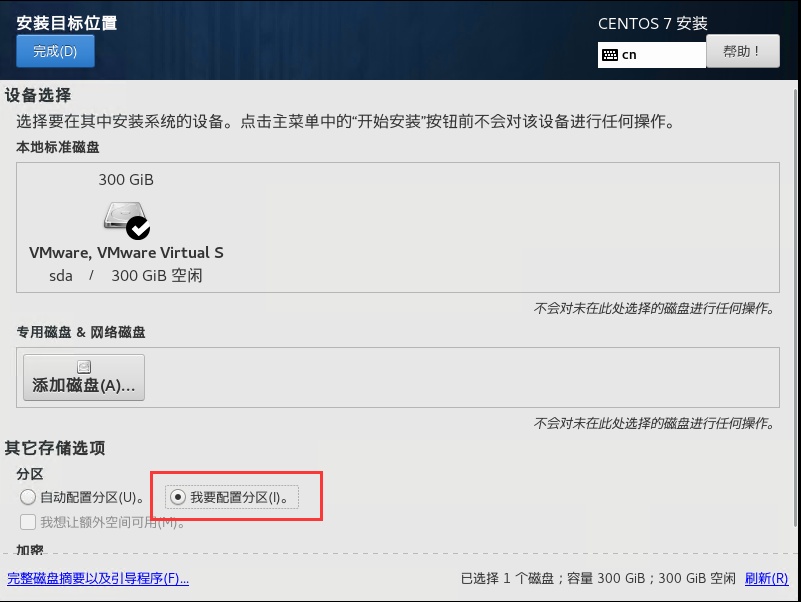 安装目标位置
CENTOS 7 安装
完成(D)
cn
帮助！
设备选择
选择要在其中安装系统的设备。点击主菜单中的“开始安装”按钮前不会对该设备进行任何操作。
本地标准磁盘
300 GiB
VMware, VMware Virtual S
sda / 300 GiB 空闲
不会对未在此处选择的磁盘进行任何操作。
专用磁盘 & 网络磁盘
添加磁盘(A)...
不会对未在此处选择的磁盘进行任何操作。
其它存储选项
分区
自动配置分区(U)。 我要配置分区(I)。
我想让额外空间可用(M)。
加密
完整磁盘摘要以及引导程序(F)... 已选择 1 个磁盘；容量 300 GiB；300 GiB 空闲 刷新(R)